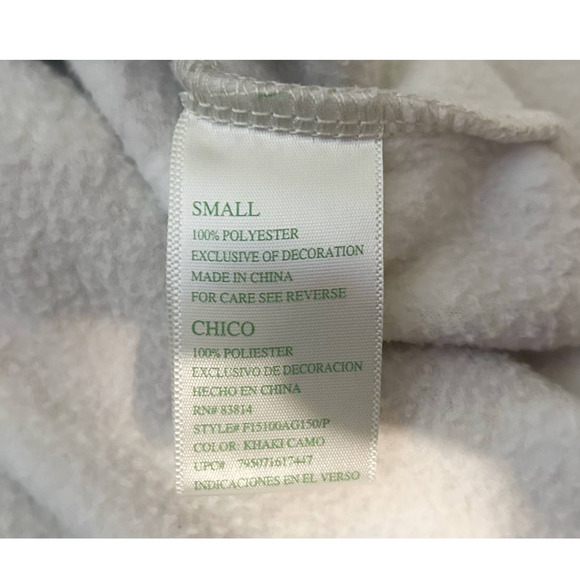 SMALL
100% POLYESTER
EXCLUSIVE OF DECORATION
MADE IN CHINA
FOR CARE SEE REVERSE
CHICO
100% POLIESTER
EXCLUSIVO DE DECORACION
HECHO EN CHINA
RN# 83814
STYLE# F15100AG150/P
COLOR: KHAKI CAMO
UPC# 795071617447
INDICACIONES EN EL VERSO